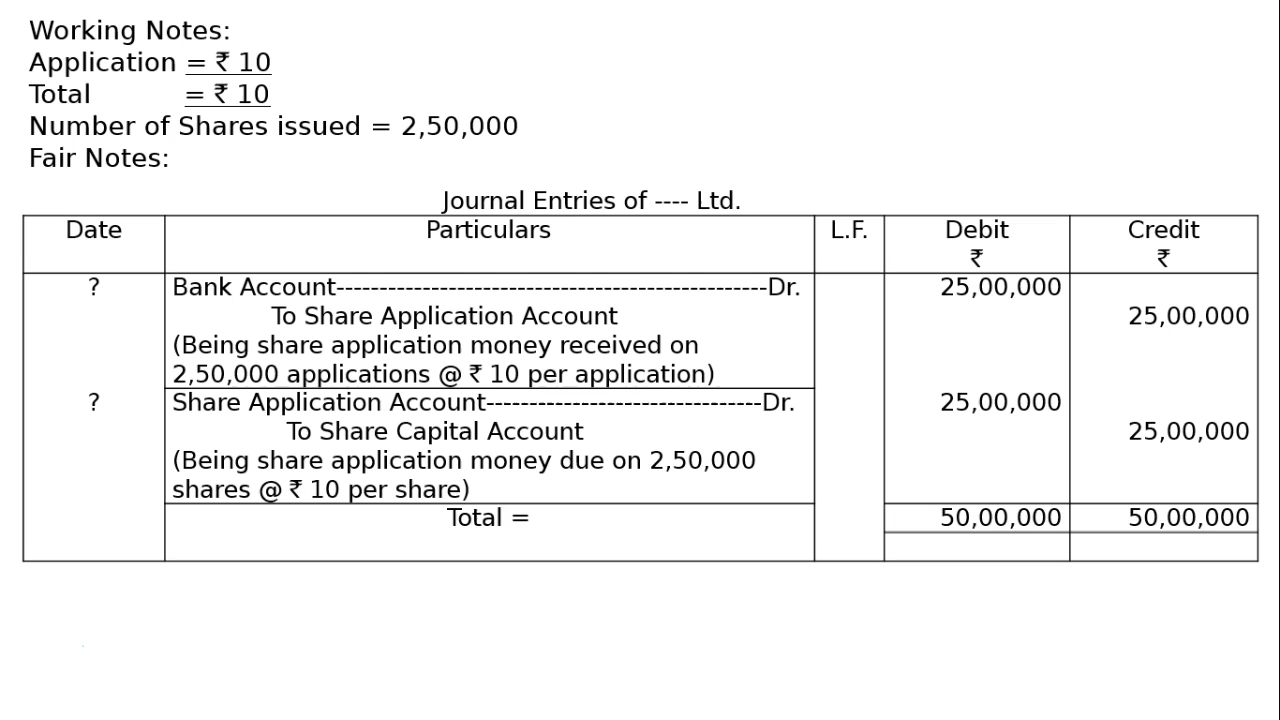 Working Notes:
Application = ₹ 10
Total = ₹ 10
Number of Shares issued = 2,50,000
Fair Notes:
Journal Entries of ---- Ltd.
Date Particulars L.F. Debit Credit
₹ ₹
? Bank Account--------------------------------------------------Dr. 25,00,000
To Share Application Account 25,00,000
(Being share application money received on
2,50,000 applications @ ₹ 10 per application)
? Share Application Account--------------------------------Dr. 25,00,000
To Share Capital Account 25,00,000
(Being share application money due on 2,50,000
shares @ ₹ 10 per share)
Total = 50,00,000 50,00,000